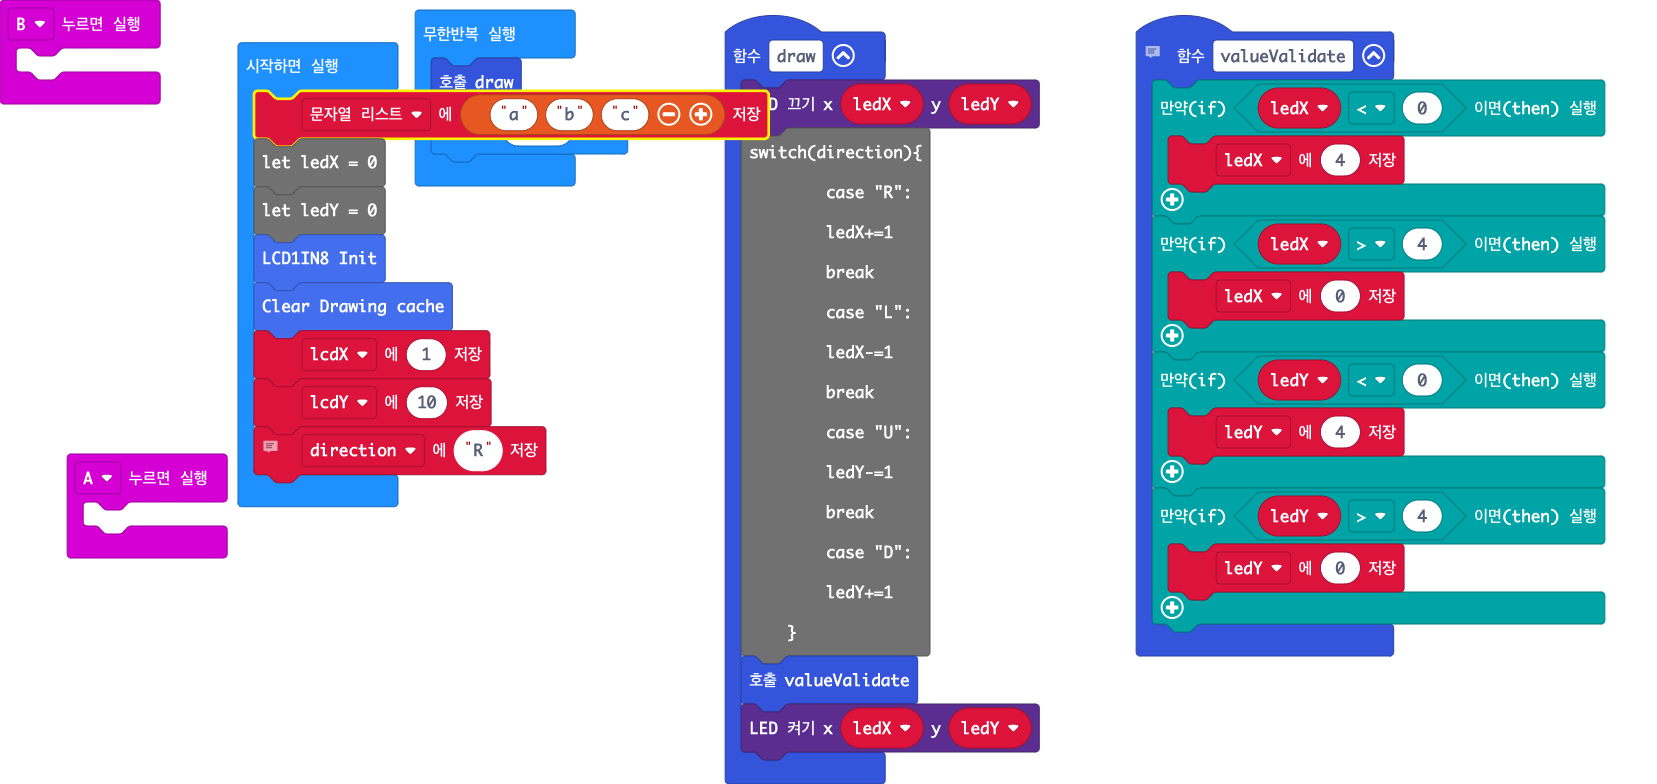 B 누르면 실행
시작하면 실행
문자열 리스트 에 "a" "b" "c" 저장
let ledX = 0
let ledY = 0
LCD1IN8 Init
Clear Drawing cache
lcdX 에 1 저장
lcdY 에 10 저장
direction 에 "R" 저장
A 누르면 실행
무한반복 실행
호출 draw
함수 draw
D 끄기 x ledX y ledY
switch(direction){
case "R":
ledX+=1
break
case "L":
ledX-=1
break
case "U":
ledY-=1
break
case "D":
ledY+=1
}
호출 valueValidate
LED 켜기 x ledX y ledY
함수 valueValidate
만약(if) ledX < 0 이면(then) 실행
ledX 에 4 저장
만약(if) ledX > 4 이면(then) 실행
ledX 에 0 저장
만약(if) ledY < 0 이면(then) 실행
ledY 에 4 저장
만약(if) ledY > 4 이면(then) 실행
ledY 에 0 저장